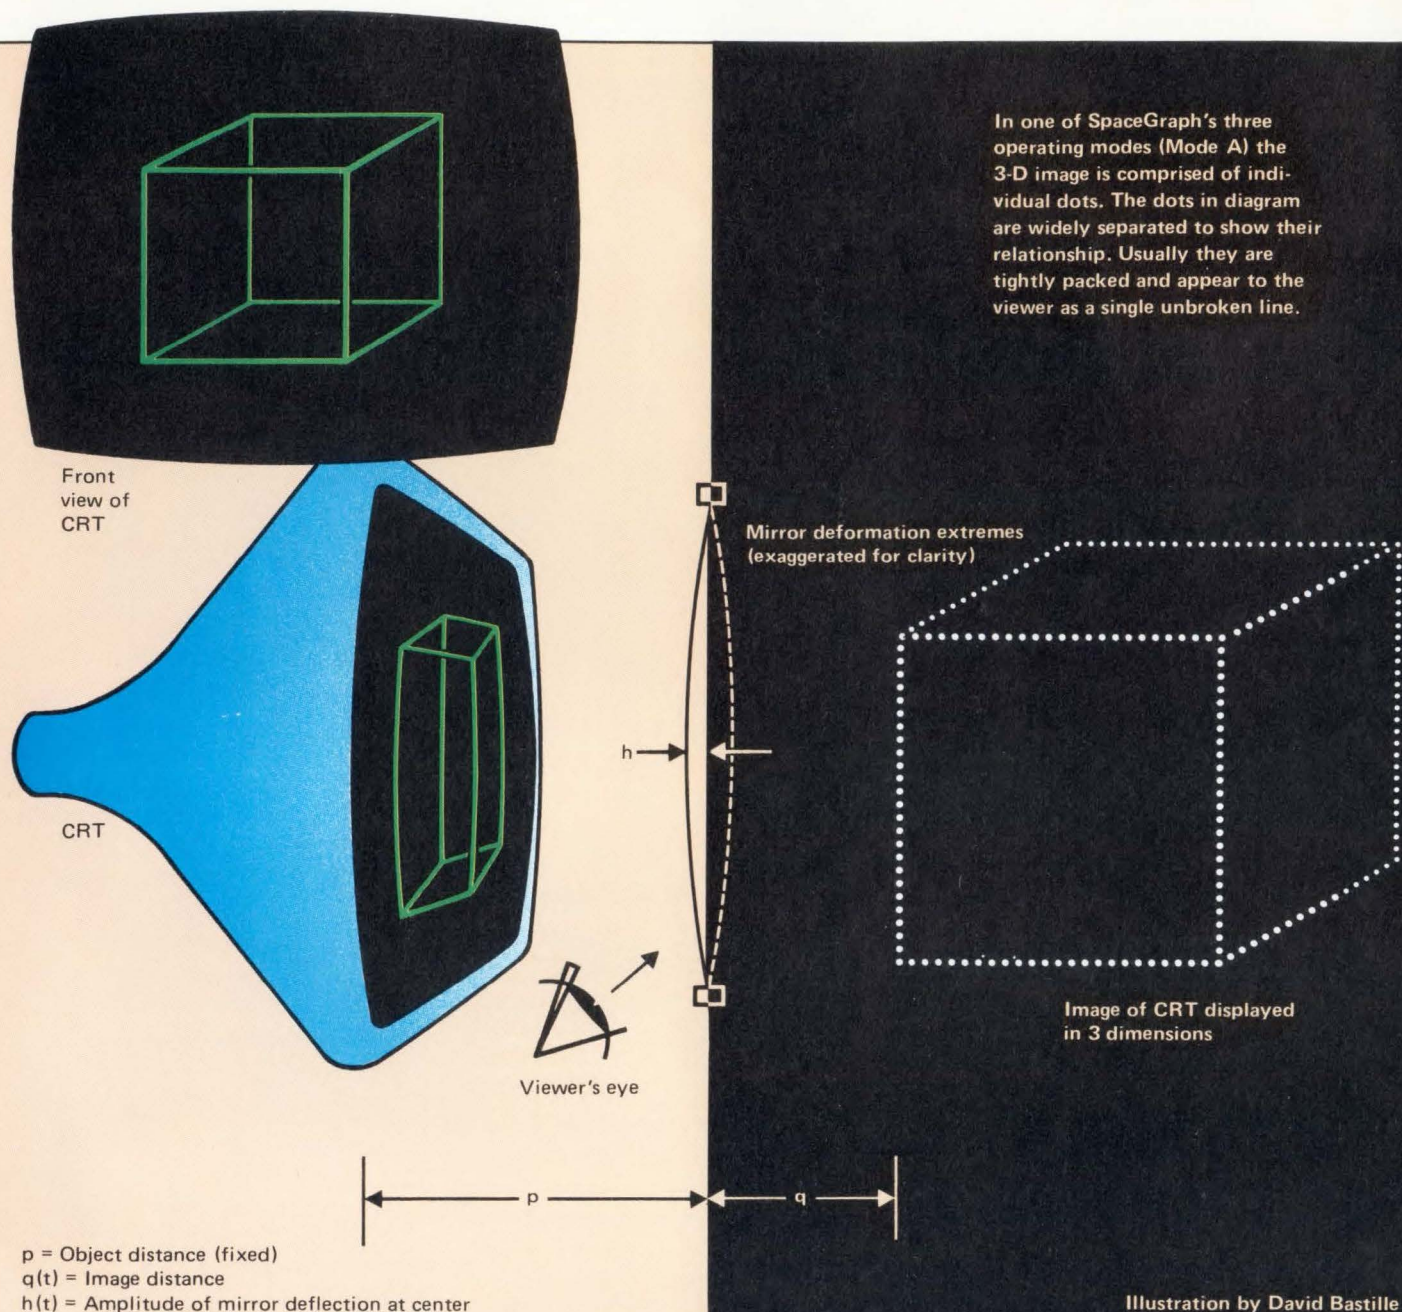 In one of SpaceGraph's three
operating modes (Mode A) the
3-D image is comprised of indi-
vidual dots. The dots in diagram
are widely separated to show their
relationship. Usually they are
tightly packed and appear to the
viewer as a single unbroken line.
Front
view of
CRT
Mirror deformation extremes
(exaggerated for clarity)
h
CRT
Image of CRT displayed
in 3 dimensions
Viewer's eye
p
q
p = Object distance (fixed)
q(t) = Image distance
h(t) = Amplitude of mirror deflection at center
Illustration by David Bastille